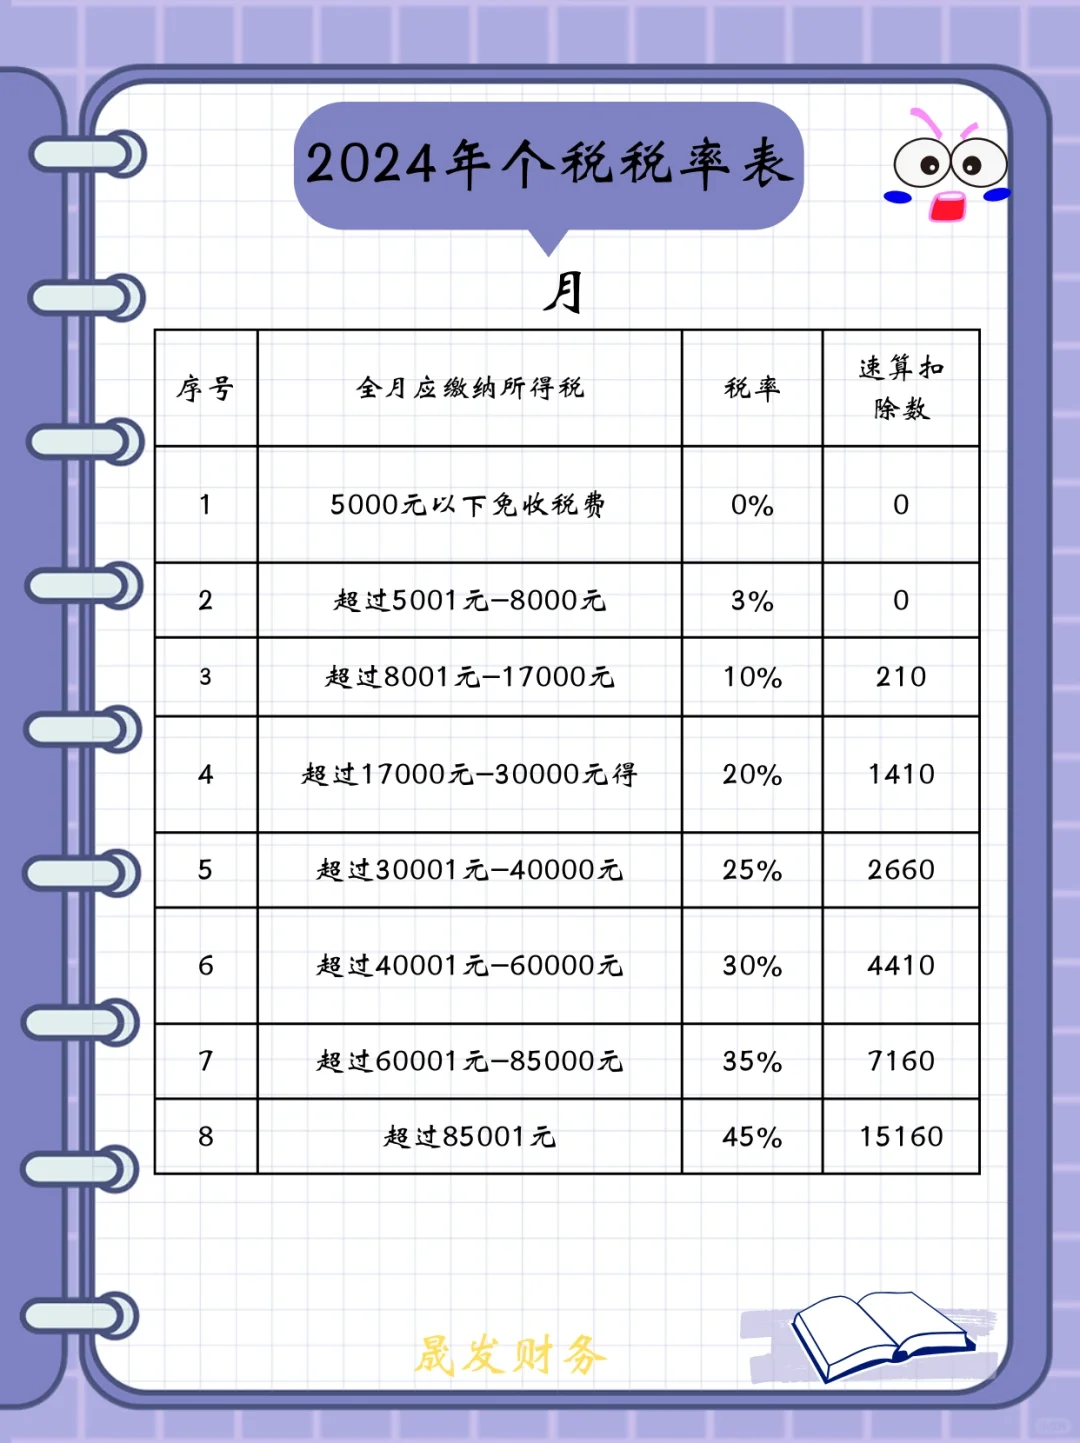 2024年个税税率表
月
序号 全月应缴纳所得税 税率 速算扣
除数
1 5000元以下免收税费 0% 0
2 超过5001元—8000元 3% 0
3 超过8001元—17000元 10% 210
4 超过17000元—30000元得 20% 1410
5 超过30001元—40000元 25% 2660
6 超过40001元—60000元 30% 4410
7 超过60001元—85000元 35% 7160
8 超过85001元 45% 15160
晟发财务